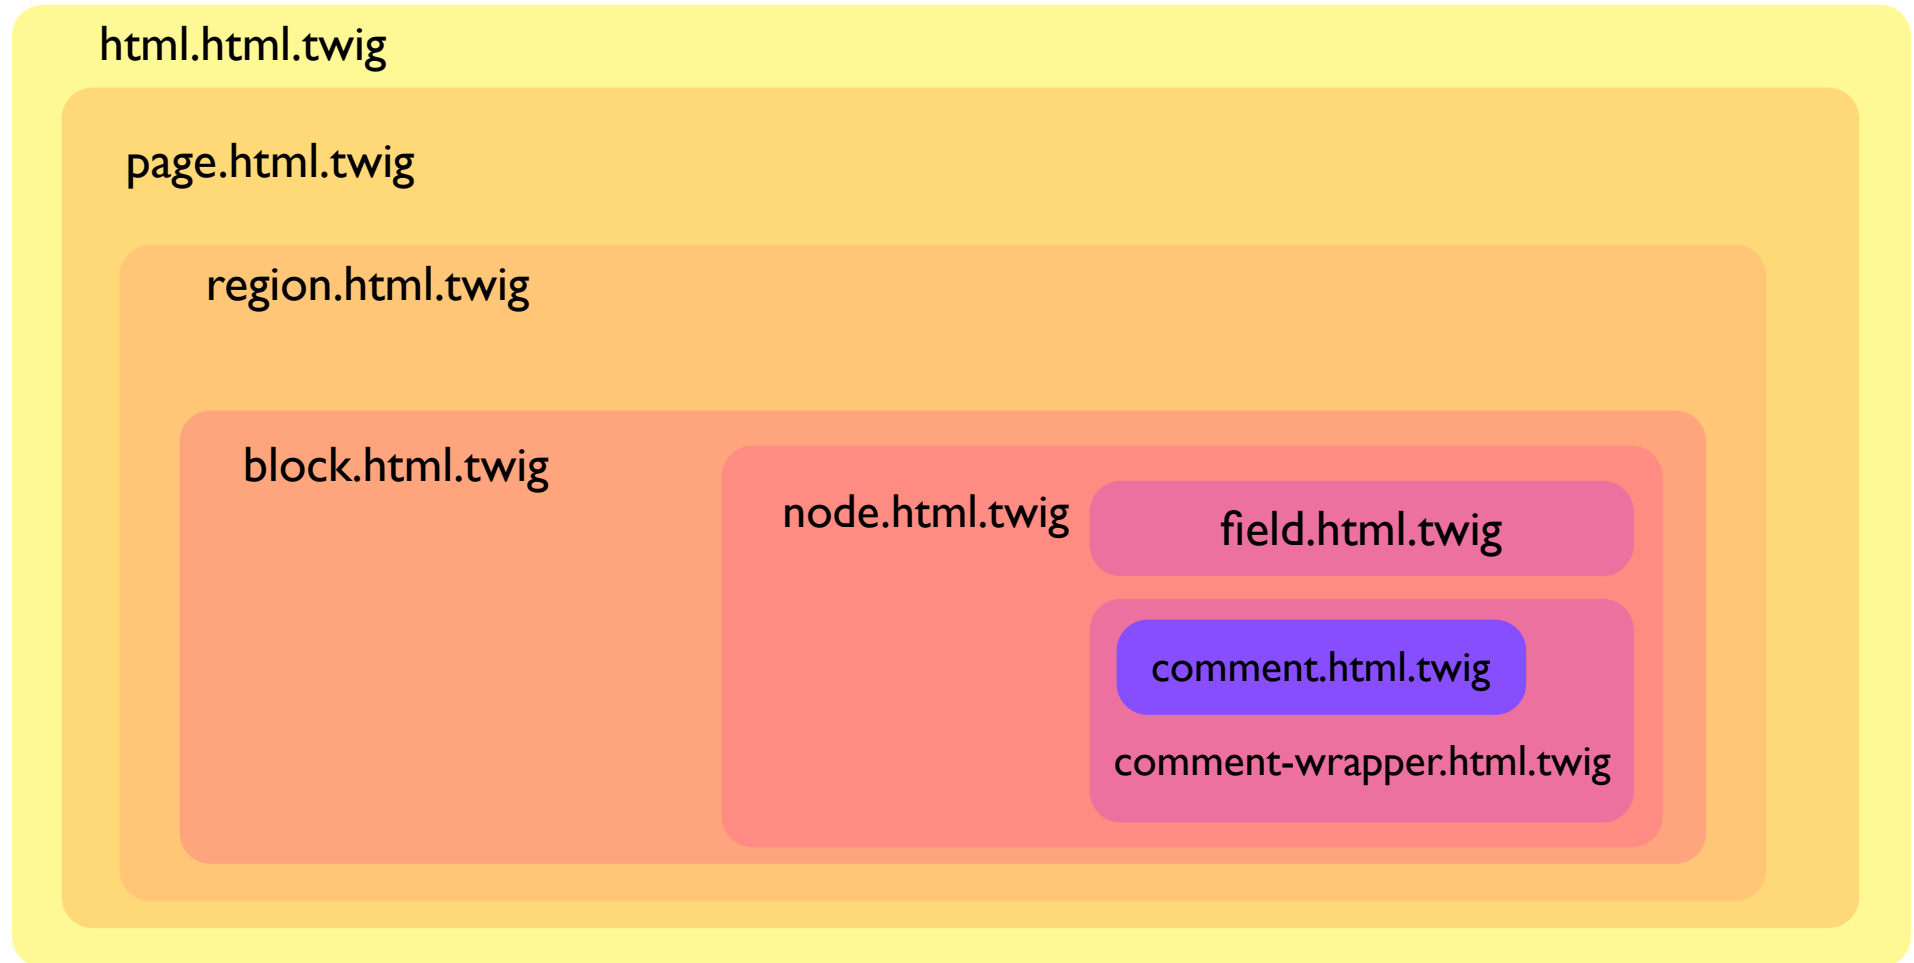 html.html.twig
page.html.twig
region.html.twig
block.html.twig
node.html.twig
field.html.twig
comment.html.twig
comment-wrapper.html.twig